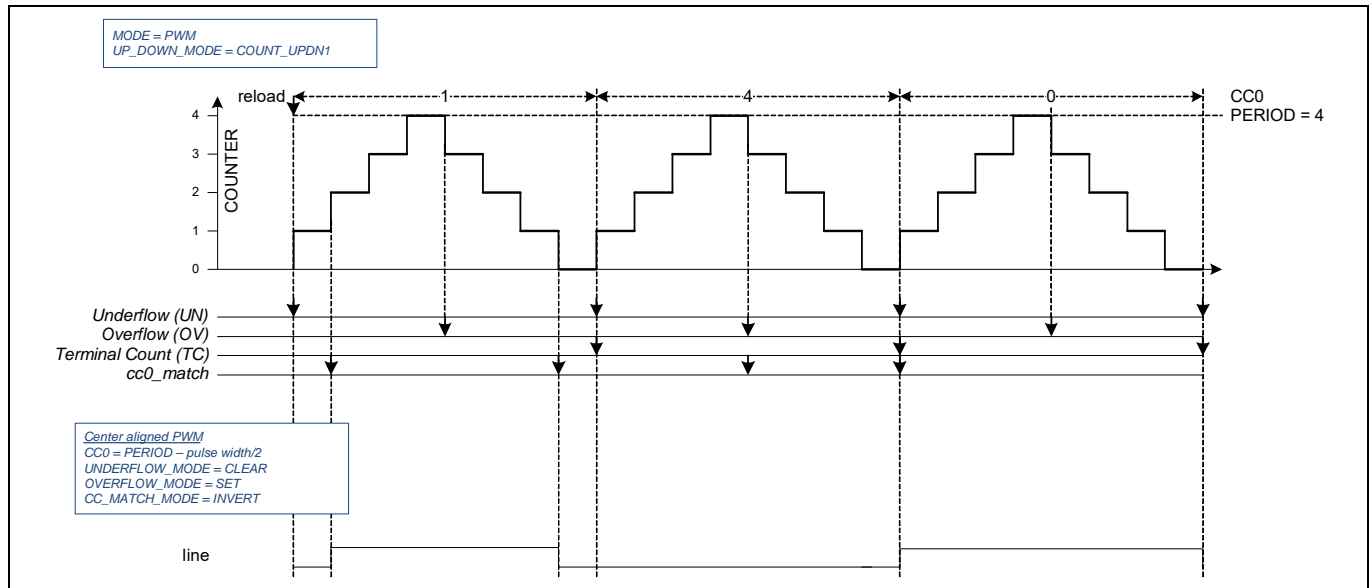 MODE = PWM
UP_DOWN_MODE = COUNT_UPDN1
reload 1 4 0 CC0
PERIOD = 4
4
3
2
1
0
COUNTER
Underflow (UN)
Overflow (OV)
Terminal Count (TC)
cc0_match
Center aligned PWM
CC0 = PERIOD – pulse width/2
UNDERFLOW_MODE = CLEAR
OVERFLOW_MODE = SET
CC_MATCH_MODE = INVERT
line